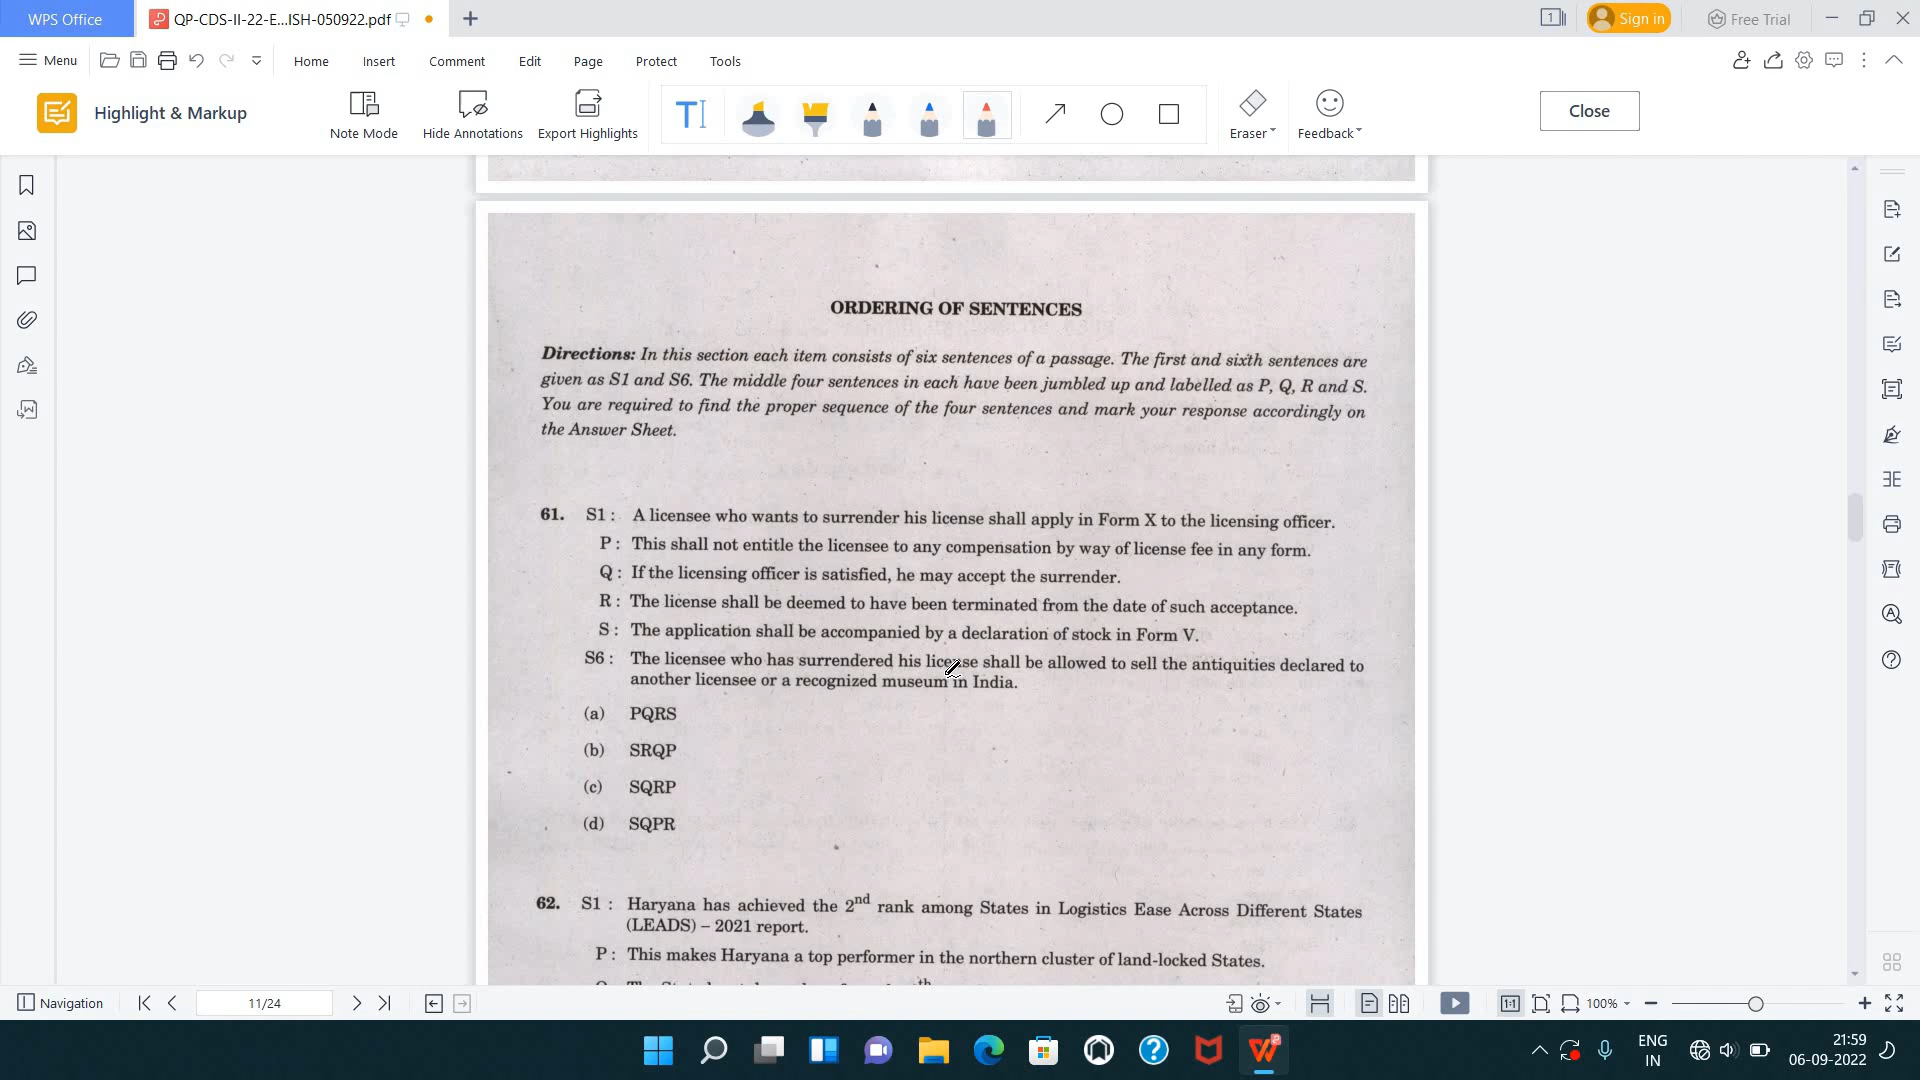 WPS Office
QP-CDS-II-22-E...ISH-050922.pdf
1
Sign in
Free Trial
Menu
Home Insert Comment Edit Page Protect Tools
Highlight & Markup
Note Mode
Hide Annotations
Export Highlights
Eraser
Feedback
Close
ORDERING OF SENTENCES
Directions: In this section each item consists of six sentences of a passage. The first and sixth sentences are
given as S1 and S6. The middle four sentences in each have been jumbled up and labelled as P, Q, R and S.
You are required to find the proper sequence of the four sentences and mark your response accordingly on
the Answer Sheet.
61. S1 : A licensee who wants to surrender his license shall apply in Form X to the licensing officer.
P : This shall not entitle the licensee to any compensation by way of license fee in any form.
Q : If the licensing officer is satisfied, he may accept the surrender.
R : The license shall be deemed to have been terminated from the date of such acceptance.
S : The application shall be accompanied by a declaration of stock in Form V.
S6 : The licensee who has surrendered his license shall be allowed to sell the antiquities declared to
another licensee or a recognized museum in India.
(a) PQRS
(b) SRQP
(c) SQRP
(d) SQPR
62. S1 : Haryana has achieved the 2nd rank among States in Logistics Ease Across Different States
(LEADS) – 2021 report.
P : This makes Haryana a top performer in the northern cluster of land-locked States.
Navigation
11/24
100%
ENG
IN
21:59
06-09-2022